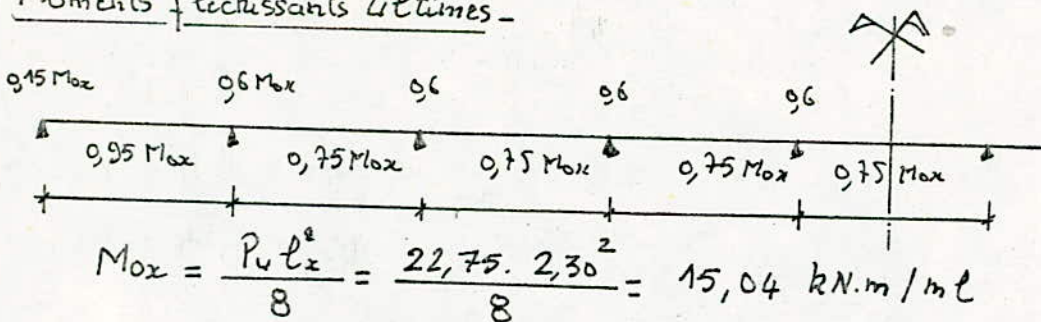 Moments fléchissants ultimes-
0,15 Mox 0,6 Mox 0,6 0,6 0,6
0,95 Mox 0,75 Mox 0,75 Mox 0,75 Mox 0,75 Mox
Mox = Pu lx² / 8 = 22,75. 2,30² / 8 = 15,04 kN.m/ml